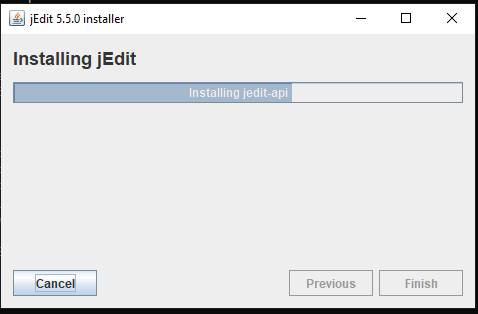 jEdit 5.5.0 installer
Installing jEdit
Installing jedit-api
Cancel
Previous
Finish